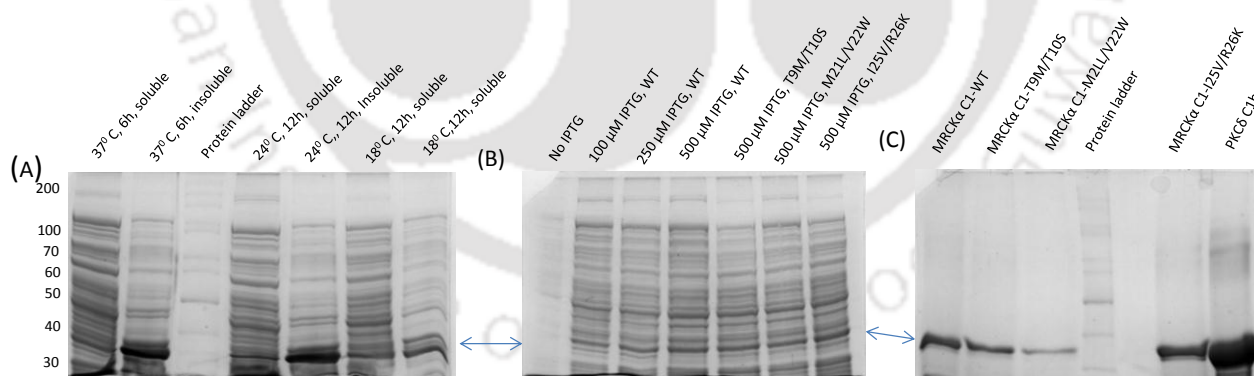 (A)
37⁰ C, 6h, soluble
37⁰ C, 6h, insoluble
Protein ladder
24⁰ C, 12h, soluble
24⁰ C, 12h, Insoluble
18⁰ C, 12h, soluble
18⁰ C,12h, soluble
200
100
70
60
50
40
30
(B)
No IPTG
100 µM IPTG, WT
250 µM IPTG, WT
500 µM IPTG, WT
500 µM IPTG, T9M/T10S
500 µM IPTG, M21L/V22W
500 µM IPTG, I25V/R26K
(C)
MRCKα C1-WT
MRCKα C1-T9M/T10S
MRCKα C1-M2LL/V22W
Protein ladder
MRCKα C1-I25V/R26K
PKCδ C1